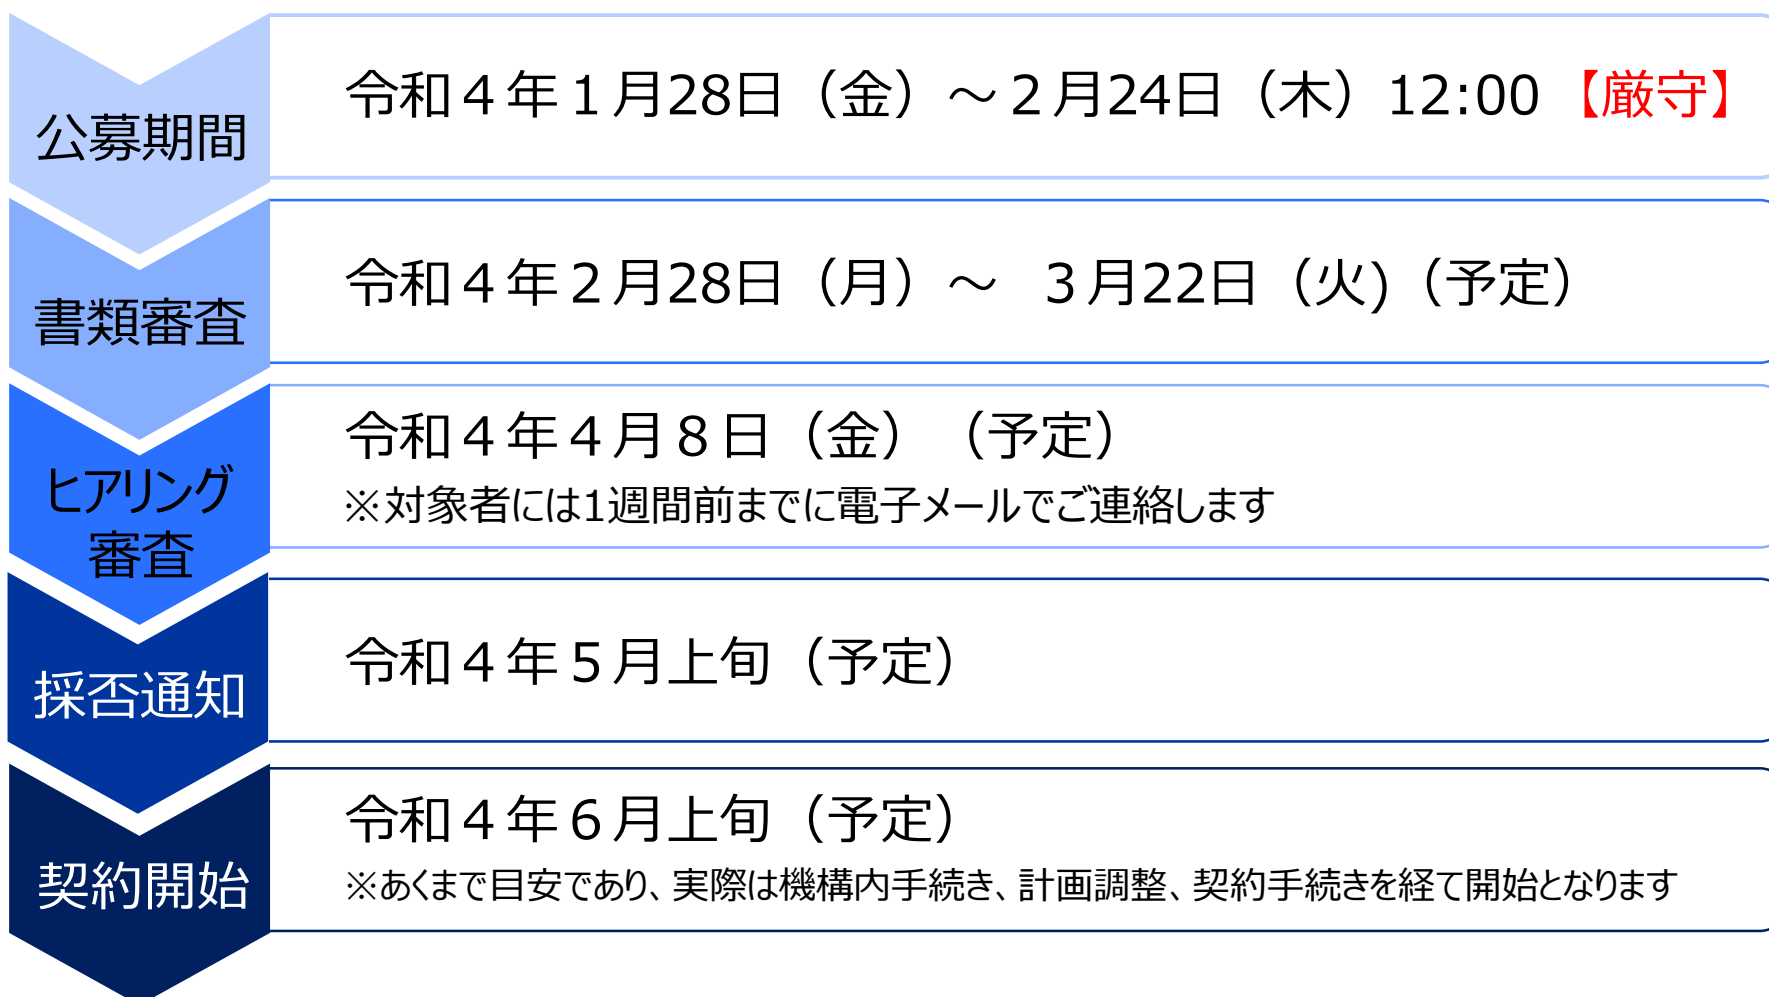 公募期間
令和４年１月28日（金）～２月24日（木）12:00【厳守】
書類審査
令和４年２月28日（月）～　３月22日（火)（予定）
ヒアリング
審査
令和４年４月８日（金）（予定）
※対象者には1週間前までに電子メールでご連絡します
採否通知
令和４年５月上旬（予定）
契約開始
令和４年６月上旬（予定）
※あくまで目安であり、実際は機構内手続き、計画調整、契約手続きを経て開始となります